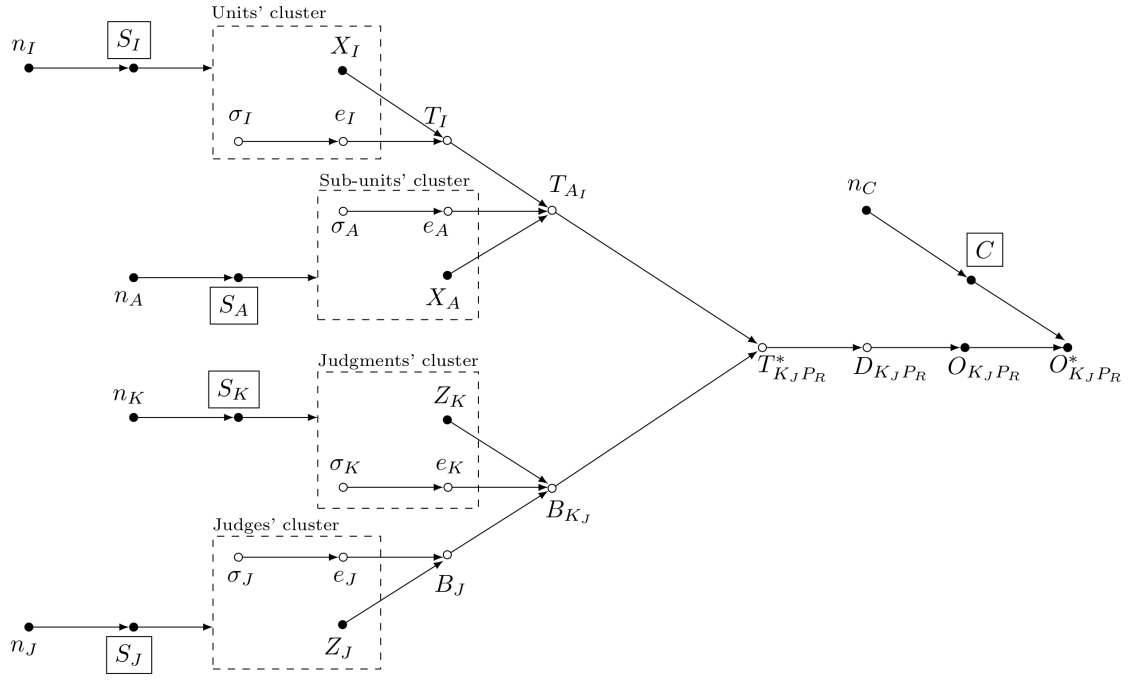 Units' cluster
n_I
S_I
X_I
σ_I
e_I
T_I
Sub-units' cluster
σ_A
e_A
T_{A_I}
n_A
S_A
X_A
n_C
C
Judgments' cluster
n_K
S_K
Z_K
σ_K
e_K
B_{K_J}
T^*_{K_J P_R}
D_{K_J P_R}
O_{K_J P_R}
O^*_{K_J P_R}
Judges' cluster
σ_J
e_J
B_J
n_J
S_J
Z_J